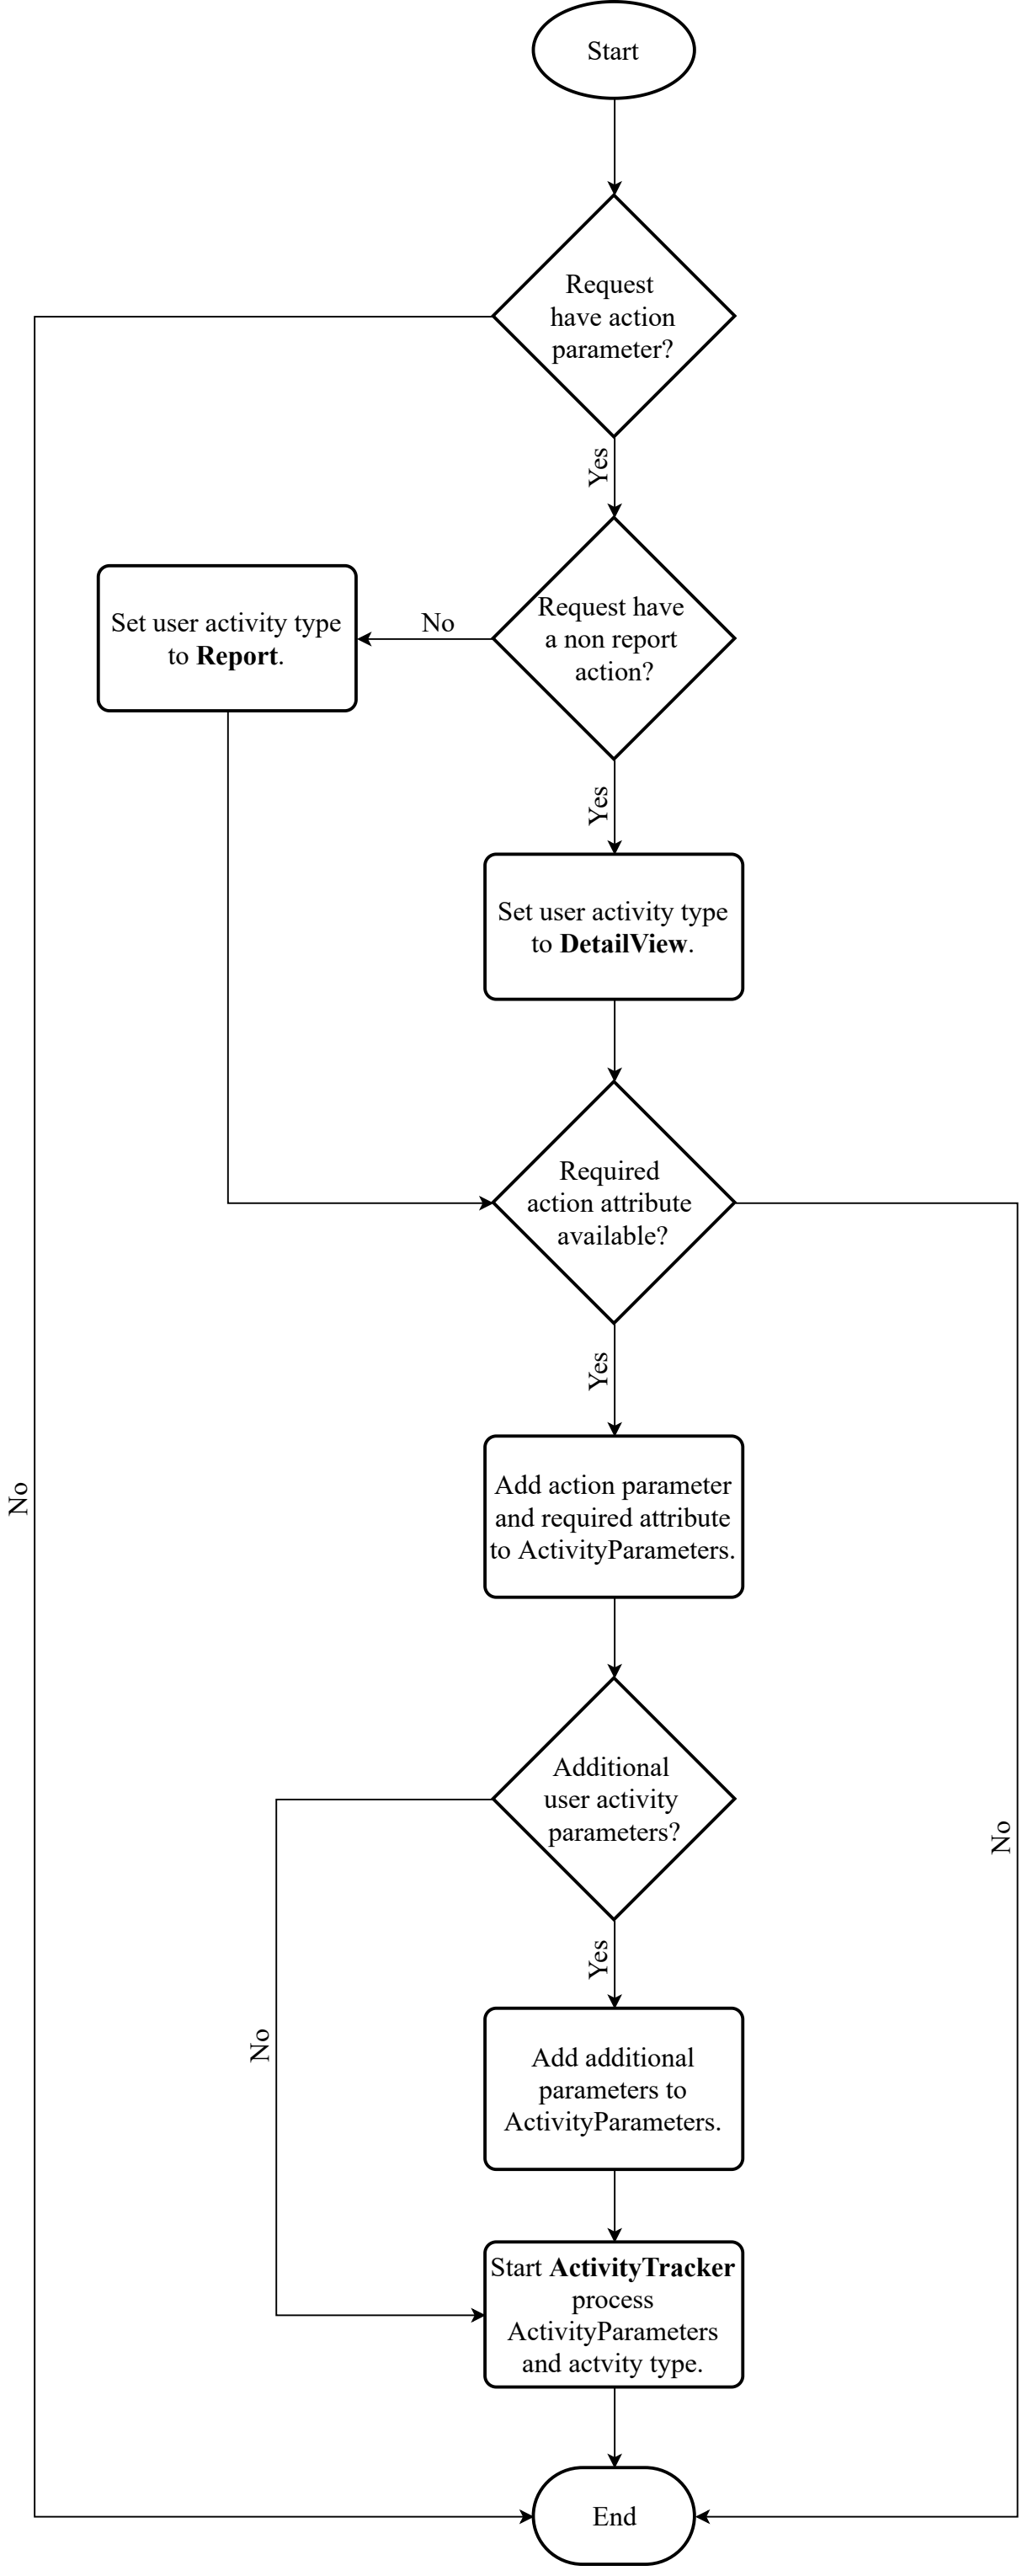 Start
Request
have action
parameter?
Yes
Request have
a non report
action?
No
Set user activity type
to Report.
Yes
Set user activity type
to DetailView.
Required
action attribute
available?
Yes
Add action parameter
and required attribute
to ActivityParameters.
No
Additional
user activity
parameters?
No
Yes
No
Add additional
parameters to
ActivityParameters.
Start ActivityTracker
process
ActivityParameters
and actvity type.
End